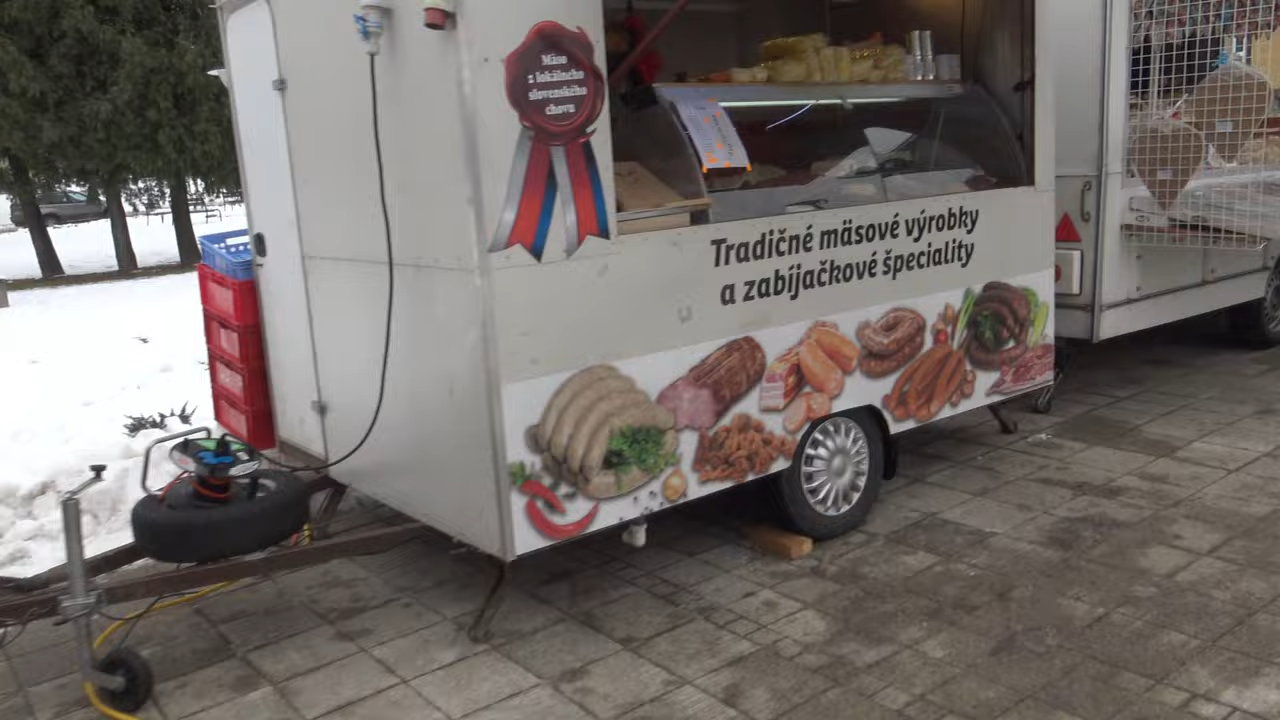 Mäso
z lokálneho
slovenského
chovu
Tradičné mäsové výrobky
a zabíjačkové špeciality